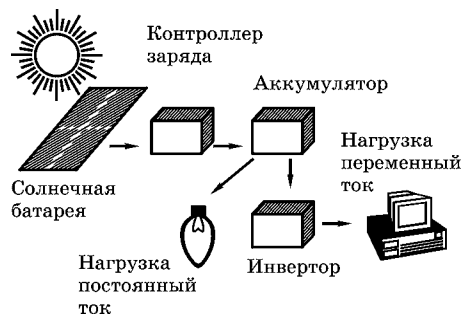 Контроллер
заряда
Аккумулятор
Нагрузка
переменный
ток
Солнечная
батарея
Нагрузка
постоянный
ток
Инвертор